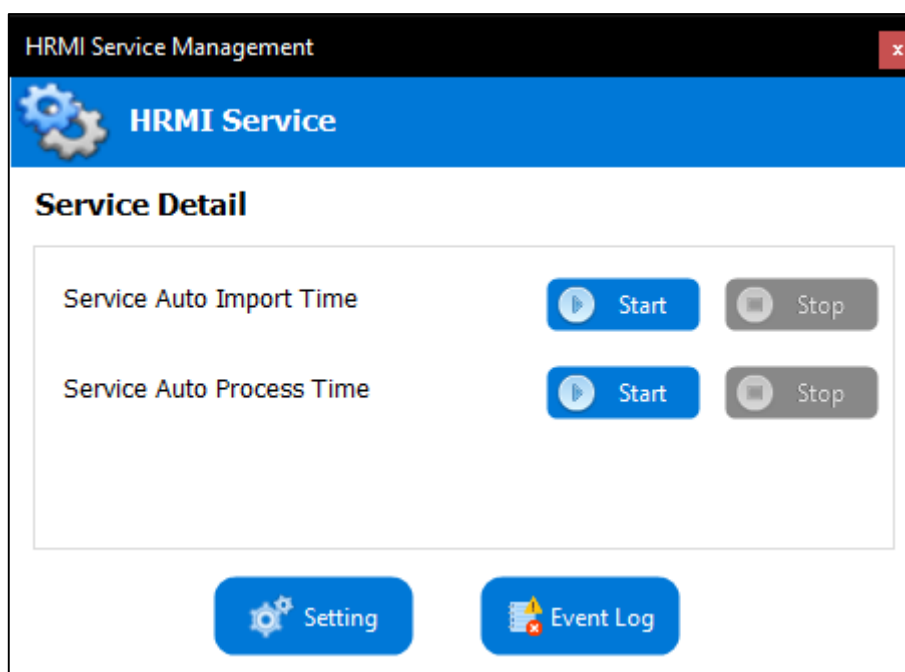 HRMI Service Management x
HRMI Service
Service Detail
Service Auto Import Time Start Stop
Service Auto Process Time Start Stop
Setting Event Log